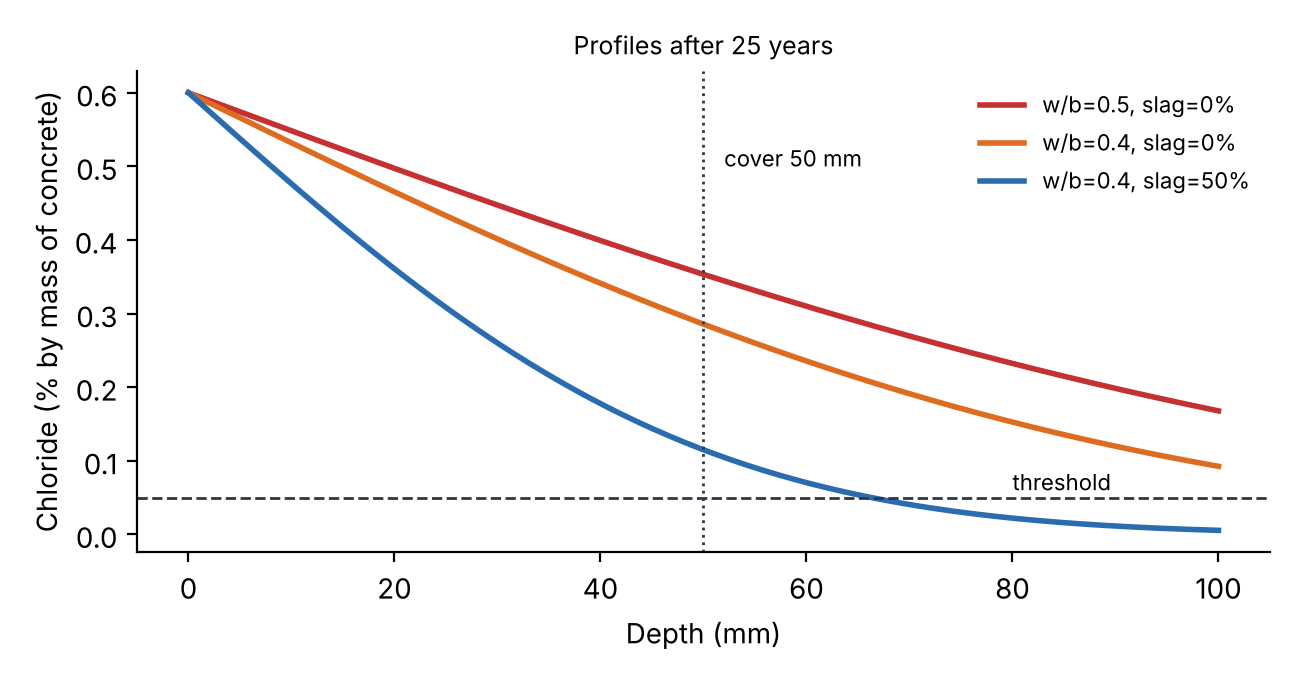 Profiles after 25 years
Chloride (% by mass of concrete)
0.6
0.5
0.4
0.3
0.2
0.1
0.0
cover 50 mm
w/b=0.5, slag=0%
w/b=0.4, slag=0%
w/b=0.4, slag=50%
threshold
0 20 40 60 80 100
Depth (mm)